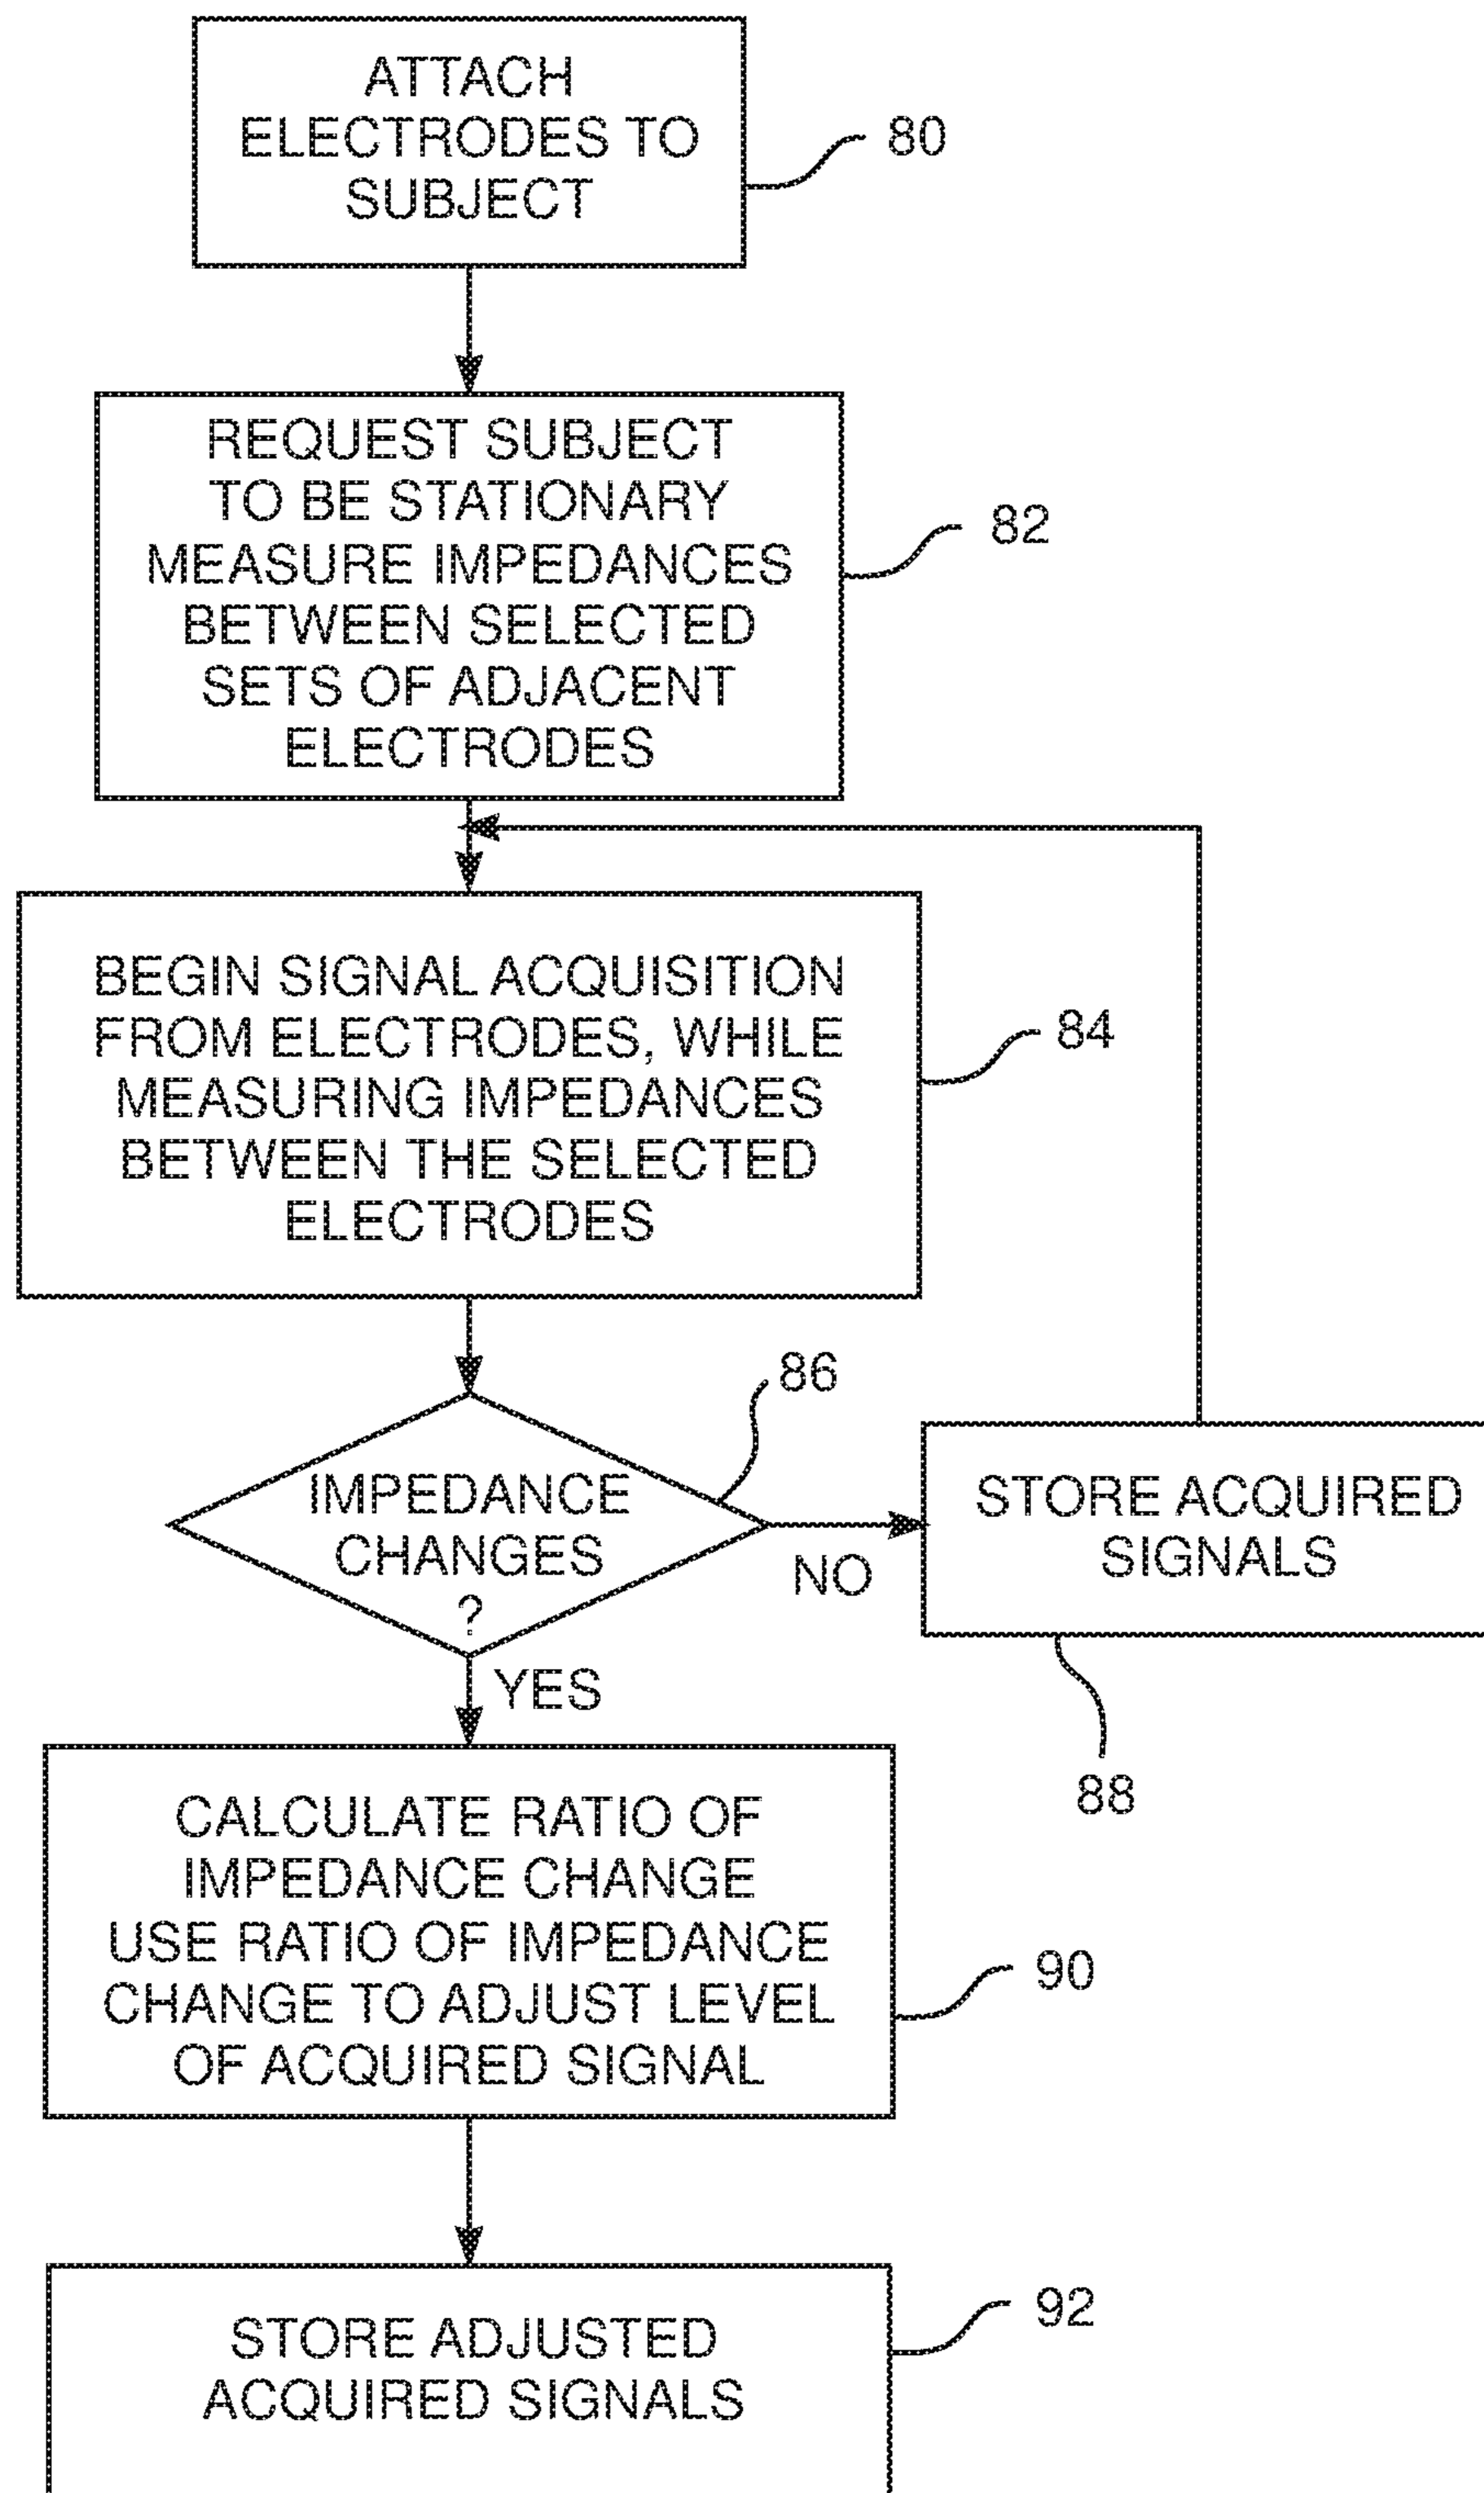 ATTACH
ELECTRODES TO
SUBJECT
80
REQUEST SUBJECT
TO BE STATIONARY
MEASURE IMPEDANCES
BETWEEN SELECTED
SETS OF ADJACENT
ELECTRODES
82
BEGIN SIGNAL ACQUISITION
FROM ELECTRODES, WHILE
MEASURING IMPEDANCES
BETWEEN THE SELECTED
ELECTRODES
84
IMPEDANCE
CHANGES
?
86
NO
STORE ACQUIRED
SIGNALS
88
YES
CALCULATE RATIO OF
IMPEDANCE CHANGE
USE RATIO OF IMPEDANCE
CHANGE TO ADJUST LEVEL
OF ACQUIRED SIGNAL
90
STORE ADJUSTED
ACQUIRED SIGNALS
92